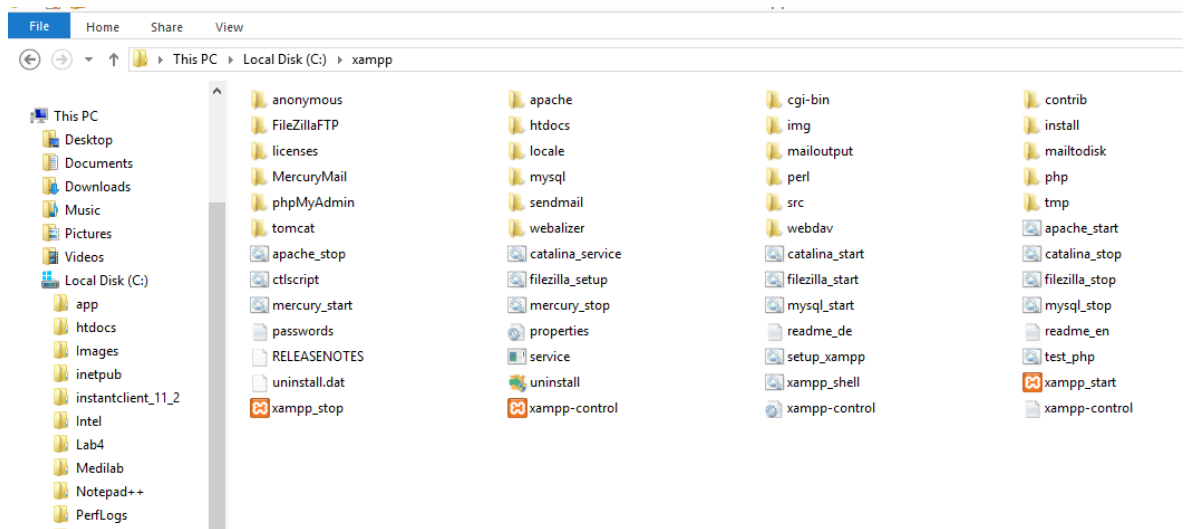 File Home Share View
This PC Local Disk (C:) xampp
This PC
Desktop
Documents
Downloads
Music
Pictures
Videos
Local Disk (C:)
app
htdocs
Images
inetpub
instantclient_11_2
Intel
Lab4
Medilab
Notepad++
PerfLogs
anonymous apache cgi-bin contrib
FileZillaFTP htdocs img install
licenses locale mailoutput mailtodisk
MercuryMail mysql perl php
phpMyAdmin sendmail src tmp
tomcat webalizer webdav apache_start
apache_stop catalina_service catalina_start catalina_stop
ctlscript filezilla_setup filezilla_start filezilla_stop
mercury_start mercury_stop mysql_start mysql_stop
passwords properties readme_de readme_en
RELEASENOTES service setup_xampp test_php
uninstall.dat uninstall xampp_shell xampp_start
xampp_stop xampp-control xampp-control xampp-control